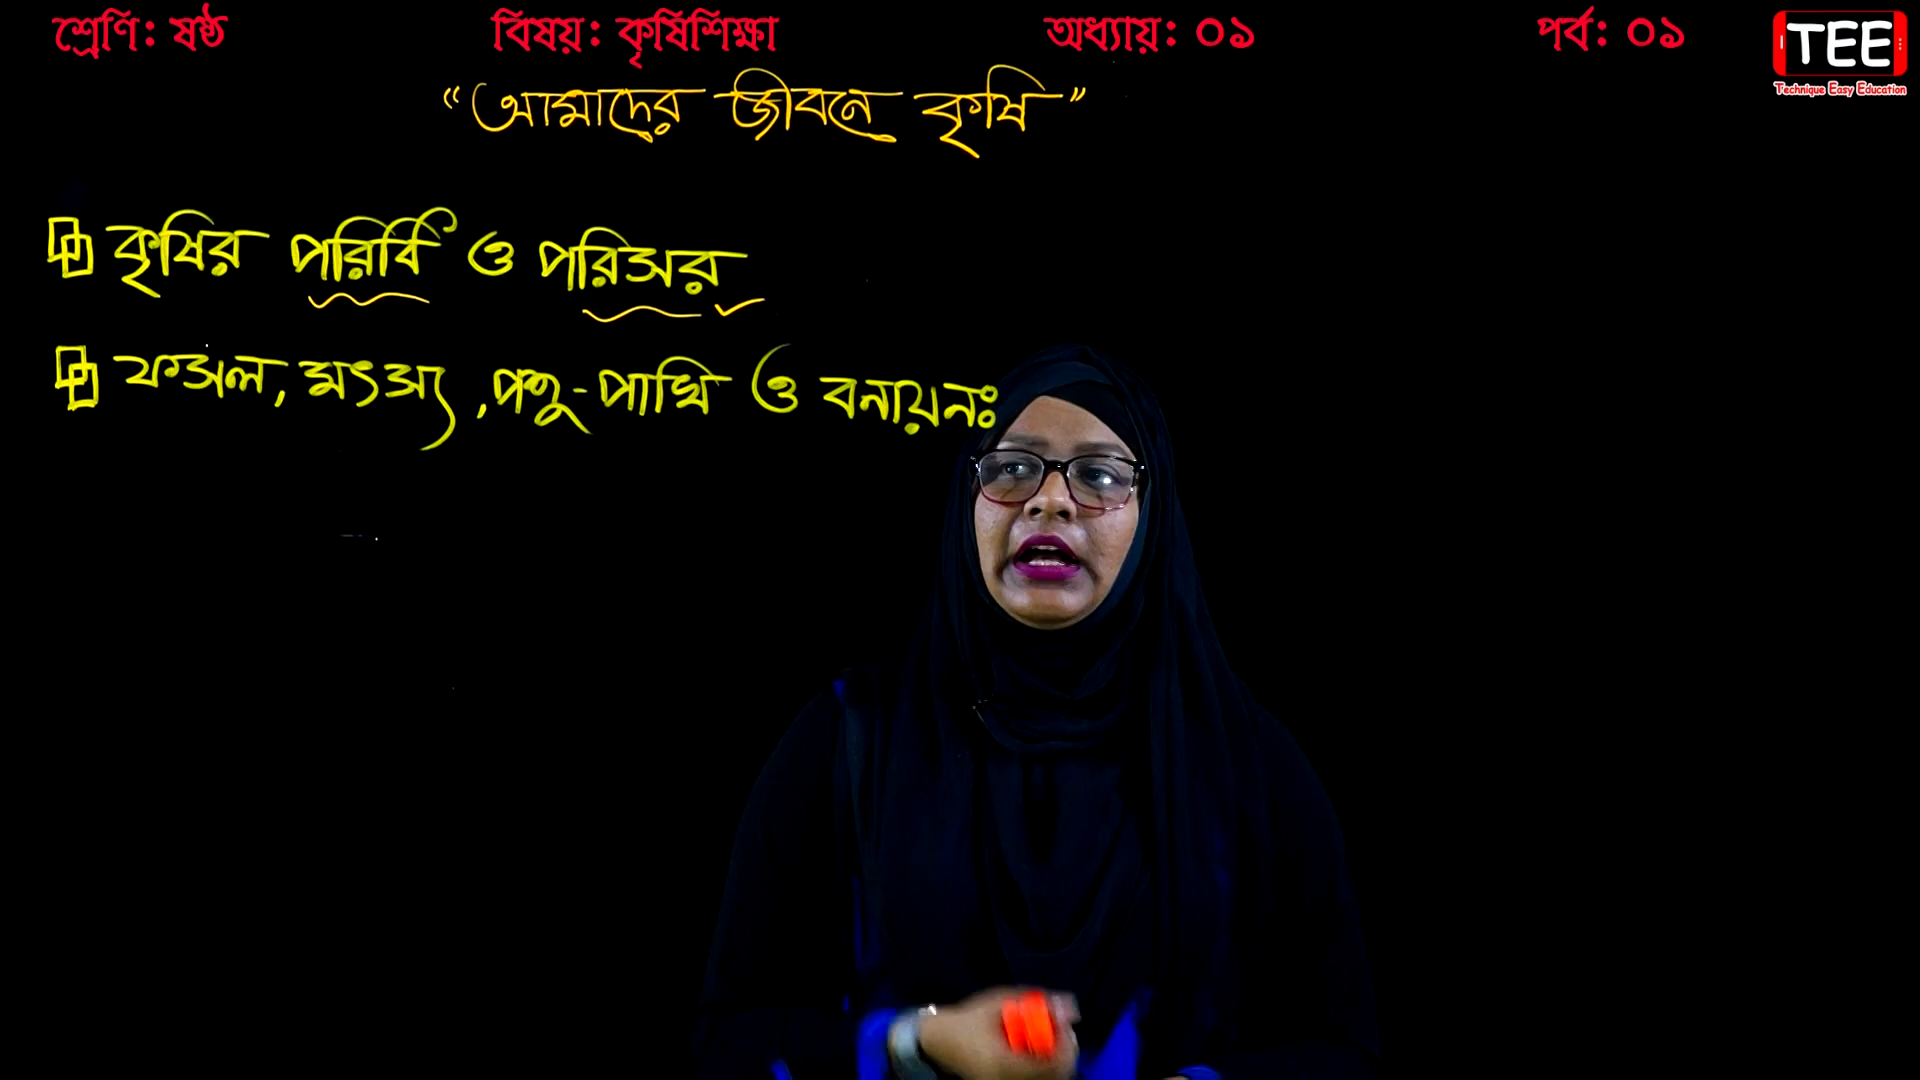 শ্রেণি: ষষ্ঠ বিষয়: কৃষিশিক্ষা অধ্যায়: ০১ পর্ব: ০১
TEE
Technique Easy Education
“আমাদের জীবনে কৃষি”
কৃষির পরিধি ও পরিসর
ফসল, মৎস্য, পশু-পাখি ও বনায়নঃ